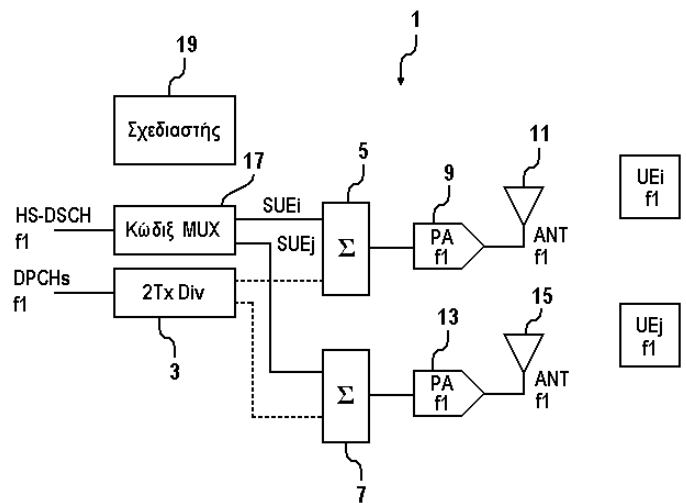 1
19
Σχεδιαστής
17
5
9
11
UEi
f1
HS-DSCH
f1
Κώδιξ MUX
SUEi
SUEj
Σ
PA
f1
ANT
f1
DPCHs
f1
2Tx Div
3
13
15
UEj
f1
Σ
PA
f1
ANT
f1
7